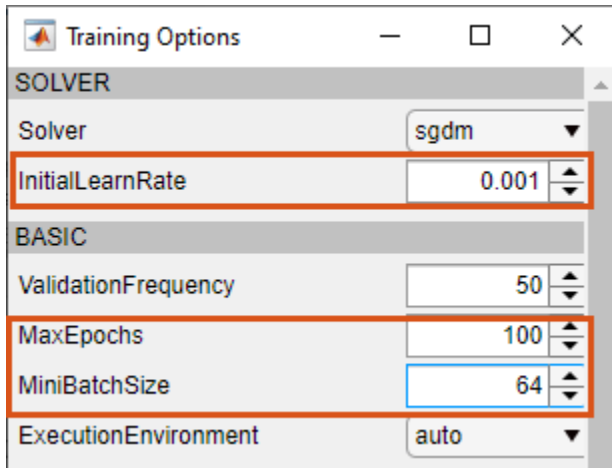 Training Options
SOLVER
Solver sgdm
InitialLearnRate 0.001
BASIC
ValidationFrequency 50
MaxEpochs 100
MiniBatchSize 64
ExecutionEnvironment auto